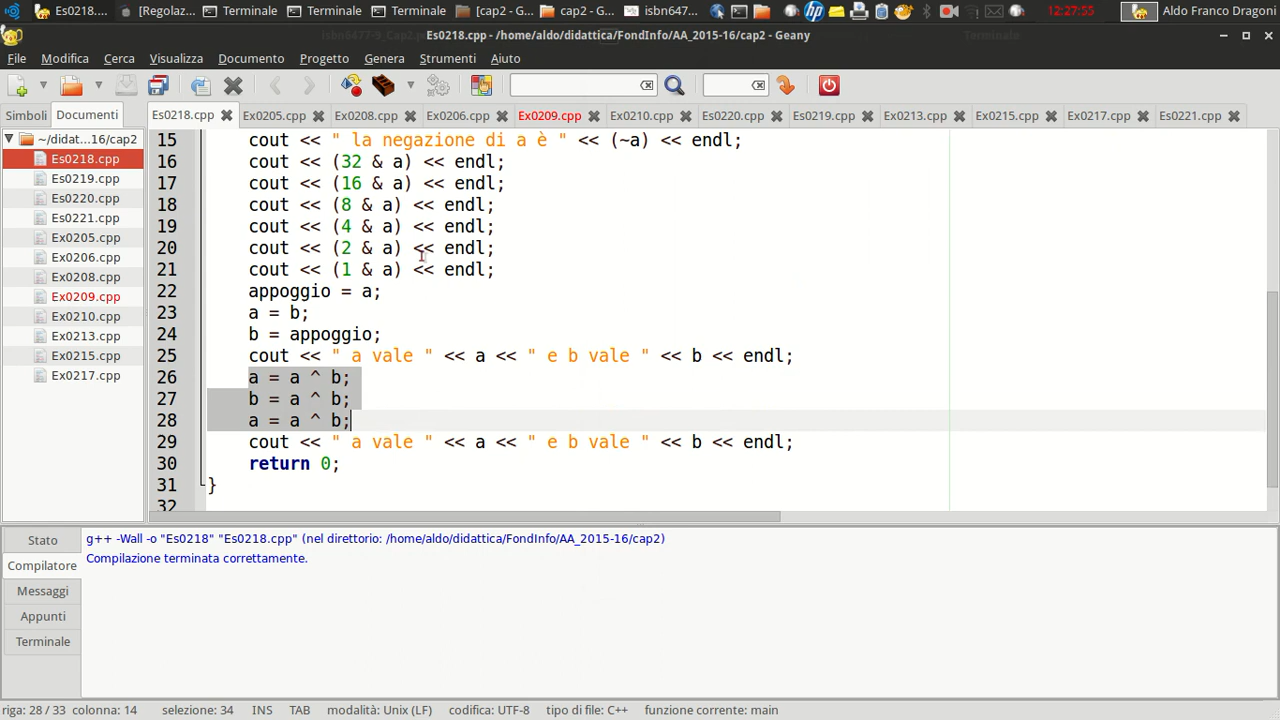 Es0218....
[Regolaz...
Terminale
Terminale
Terminale
cap2 - G...
cap2 - G...
isbn647...
12:27:55
Aldo Franco Dragoni
Es0218.cpp - /home/aldo/didattica/FondInfo/AA_2015-16/cap2 - Geany
File Modifica Cerca Visualizza Documento Progetto Genera Strumenti Aiuto
Simboli Documenti
Es0218.cpp Ex0205.cpp Ex0208.cpp Ex0206.cpp Ex0209.cpp Ex0210.cpp Es0220.cpp Es0219.cpp Ex0213.cpp Ex0215.cpp Ex0217.cpp Es0221.cpp
~/didat...16/cap2
Es0218.cpp
Es0219.cpp
Es0220.cpp
Es0221.cpp
Ex0205.cpp
Ex0206.cpp
Ex0208.cpp
Ex0209.cpp
Ex0210.cpp
Ex0213.cpp
Ex0215.cpp
Ex0217.cpp
15 cout << " la negazione di a è " << (~a) << endl;
16 cout << (32 & a) << endl;
17 cout << (16 & a) << endl;
18 cout << (8 & a) << endl;
19 cout << (4 & a) << endl;
20 cout << (2 & a) << endl;
21 cout << (1 & a) << endl;
22 appoggio = a;
23 a = b;
24 b = appoggio;
25 cout << " a vale " << a << " e b vale " << b << endl;
26 a = a ^ b;
27 b = a ^ b;
28 a = a ^ b;
29 cout << " a vale " << a << " e b vale " << b << endl;
30 return 0;
31 }
32
Stato
Compilatore
Messaggi
Appunti
Terminale
g++ -Wall -o "Es0218" "Es0218.cpp" (nel direttorio: /home/aldo/didattica/FondInfo/AA_2015-16/cap2)
Compilazione terminata correttamente.
riga: 28 / 33 colonna: 14 selezione: 34 INS TAB modalità: Unix (LF) codifica: UTF-8 tipo di file: C++ funzione corrente: main